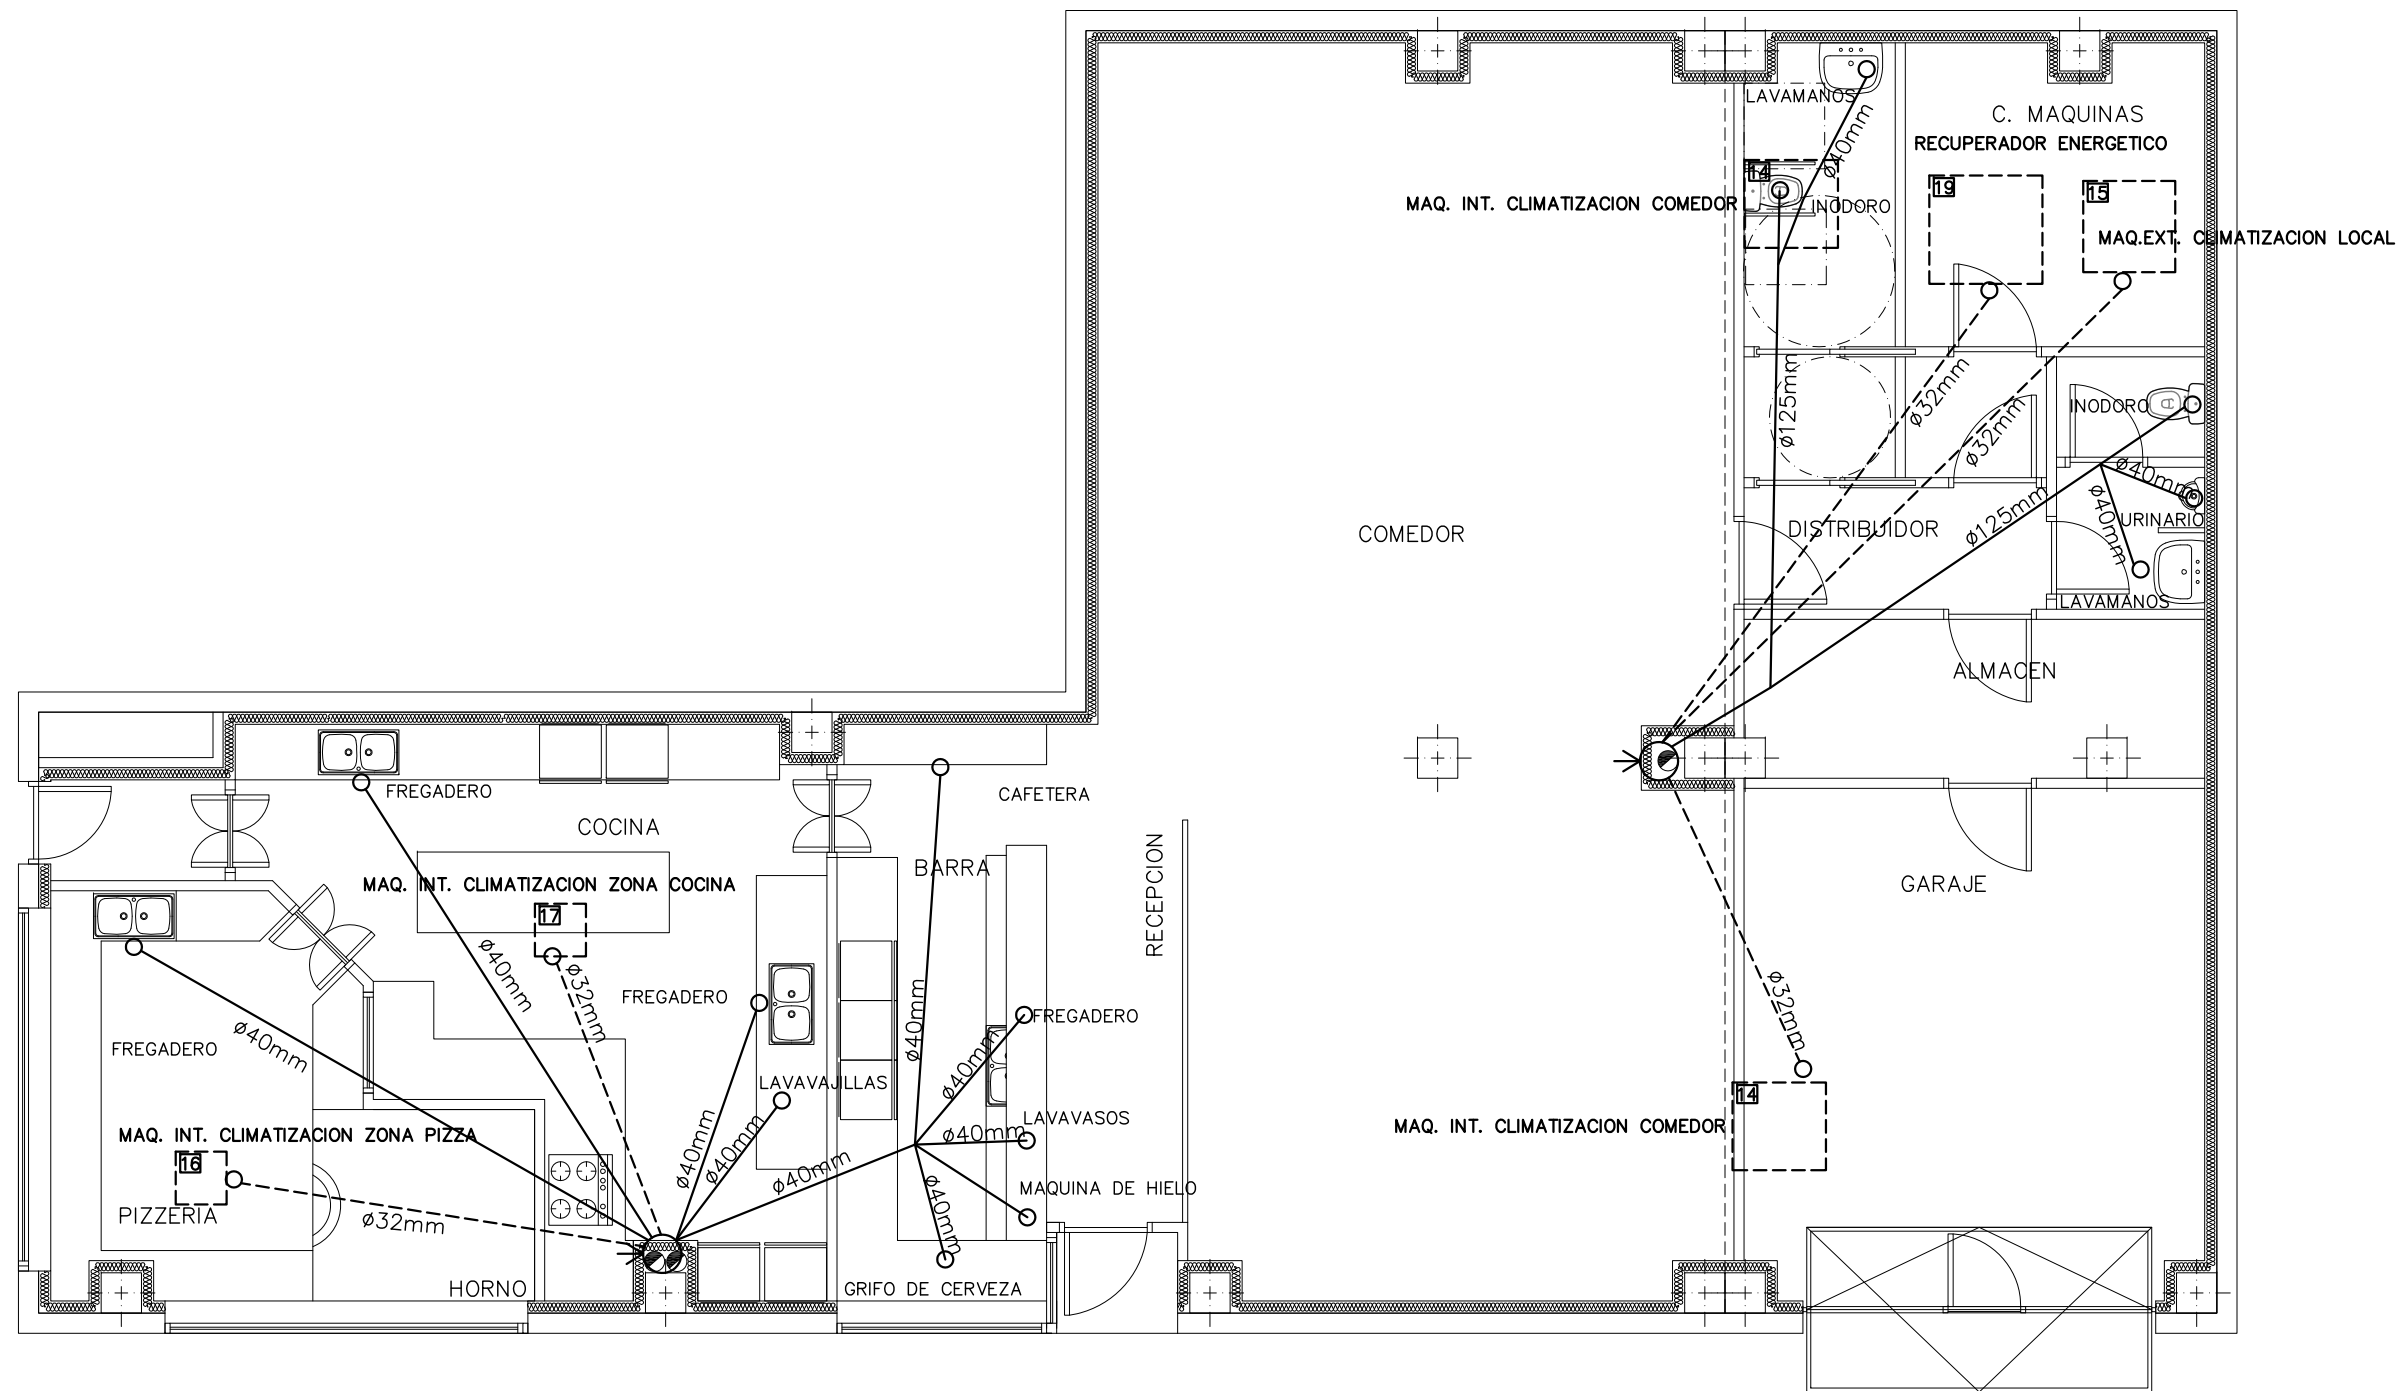 LAVAMANOS
C. MAQUINAS
RECUPERADOR ENERGETICO
ø40mm
14
19
15
MAQ. INT. CLIMATIZACION COMEDOR
INODORO
MAQ.EXT. CLIMATIZACION LOCAL
ø125mm
ø32mm
ø32mm
INODORO
ø40mm
ø40mm
URINARIO
ø125mm
COMEDOR
DISTRIBUIDOR
LAVAMANOS
ALMACEN
FREGADERO
CAFETERA
COCINA
BARRA
RECEPCION
GARAJE
MAQ. INT. CLIMATIZACION ZONA COCINA
17
ø40mm
ø32mm
FREGADERO
ø40mm
FREGADERO
ø32mm
ø40mm
FREGADERO
ø40mm
LAVAVAJILLAS
14
LAVAVASOS
MAQ. INT. CLIMATIZACION COMEDOR
MAQ. INT. CLIMATIZACION ZONA PIZZA
ø40mm
ø40mm
ø40mm
16
ø40mm
MAQUINA DE HIELO
PIZZERIA
ø32mm
ø40mm
HORNO
GRIFO DE CERVEZA